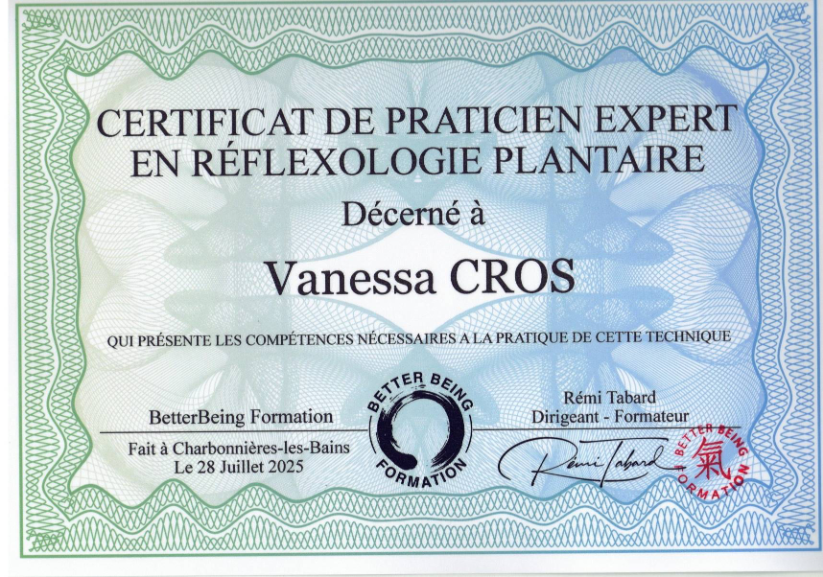 CERTIFICAT DE PRATICIEN EXPERT
EN RÉFLEXOLOGIE PLANTAIRE
Décerné à
Vanessa CROS
QUI PRÉSENTE LES COMPÉTENCES NÉCESSAIRES A LA PRATIQUE DE CETTE TECHNIQUE
BetterBeing Formation
Fait à Charbonnières-les-Bains
Le 28 Juillet 2025
BETTER BEING
FORMATION
Rémi Tabard
Dirigeant - Formateur
Remi Tabard
BETTER BEING
氣
FORMATION